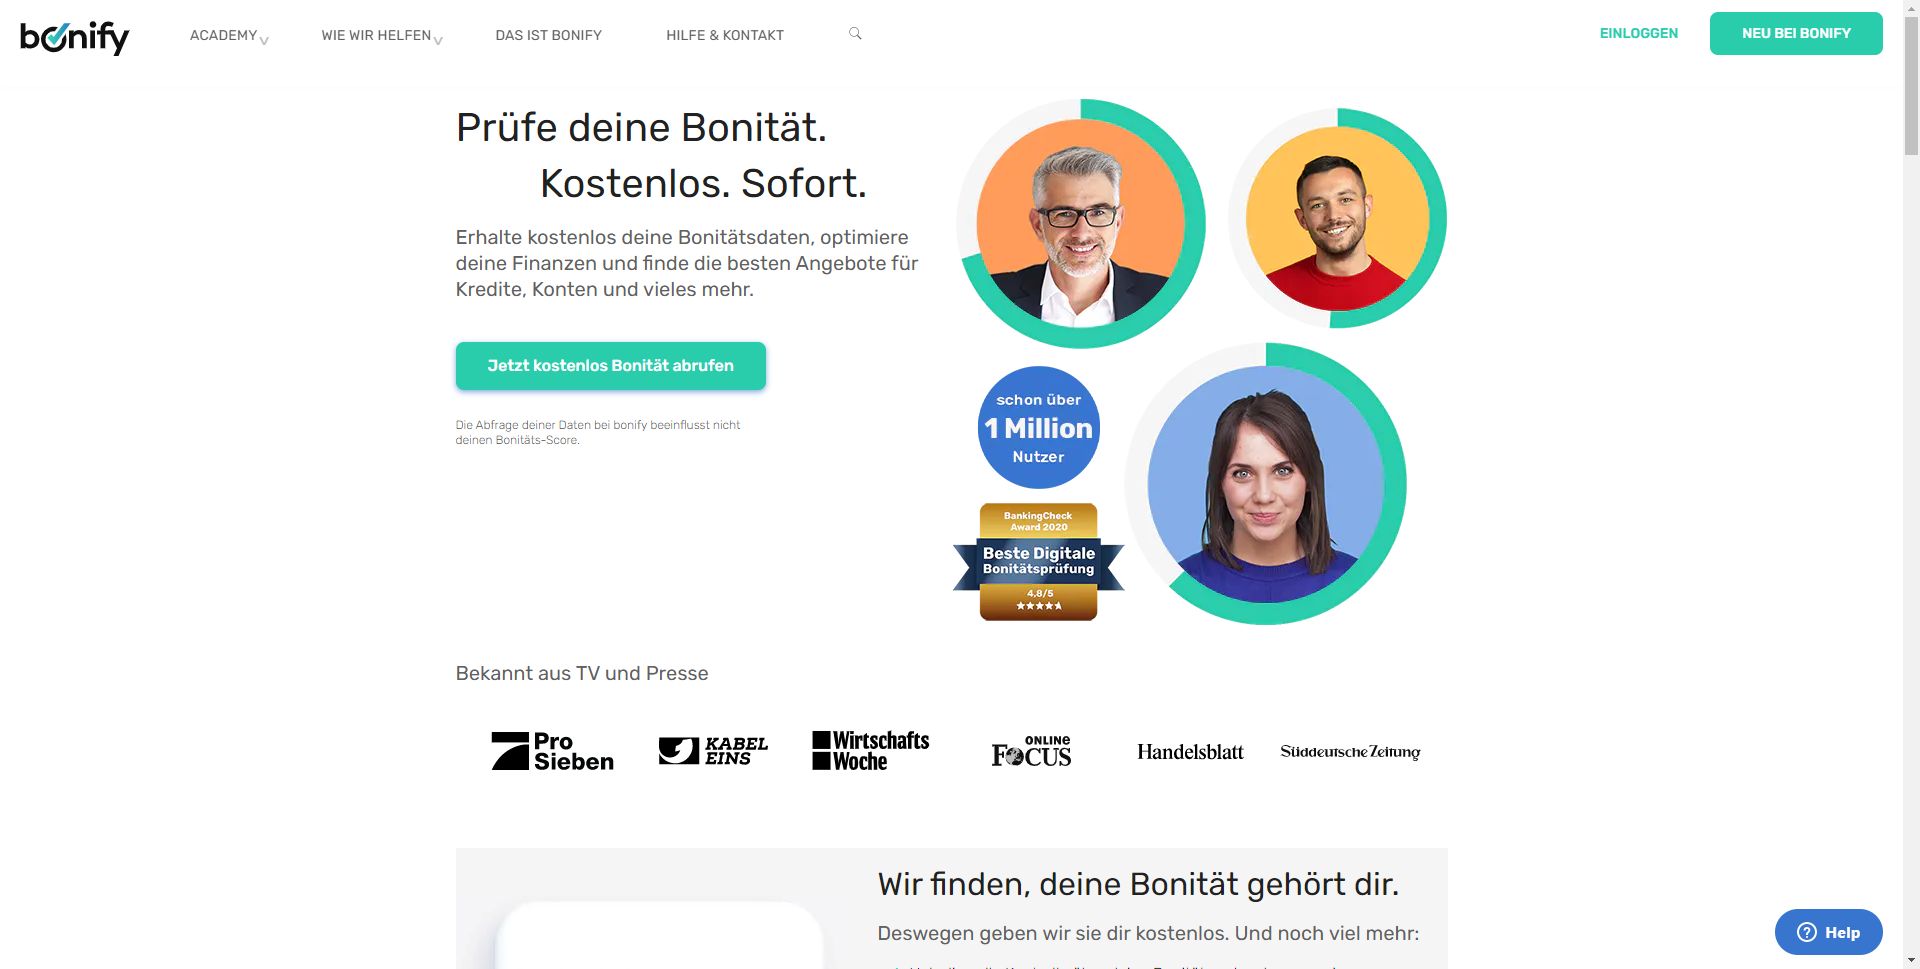 bonify
ACADEMY
WIE WIR HELFEN
DAS IST BONIFY
HILFE & KONTAKT
EINLOGGEN
NEU BEI BONIFY
Prüfe deine Bonität.
Kostenlos. Sofort.
Erhalte kostenlos deine Bonitätsdaten, optimiere
deine Finanzen und finde die besten Angebote für
Kredite, Konten und vieles mehr.
Jetzt kostenlos Bonität abrufen
Die Abfrage deiner Daten bei bonify beeinflusst nicht
deinen Bonitäts-Score.
schon über
1 Million
Nutzer
BankingCheck
Award 2020
Beste Digitale
Bonitätsprüfung
4,8/5
Bekannt aus TV und Presse
Pro
Sieben
KABEL
EINS
Wirtschafts
Woche
ONLINE
FOCUS
Handelsblatt
Süddeutsche Zeitung
Wir finden, deine Bonität gehört dir.
Deswegen geben wir sie dir kostenlos. Und noch viel mehr:
Help